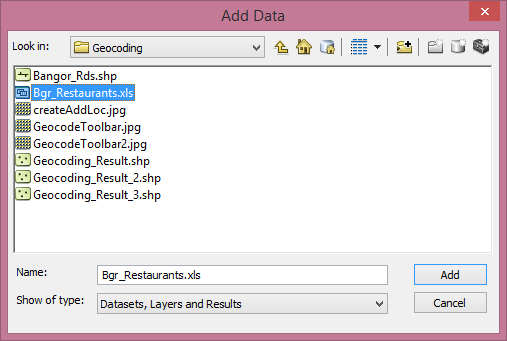 Add Data
Look in: Geocoding
Bangor_Rds.shp
Bgr_Restaurants.xls
createAddLoc.jpg
GeocodeToolbar.jpg
GeocodeToolbar2.jpg
Geocoding_Result.shp
Geocoding_Result_2.shp
Geocoding_Result_3.shp
Name: Bgr_Restaurants.xls Add
Show of type: Datasets, Layers and Results Cancel